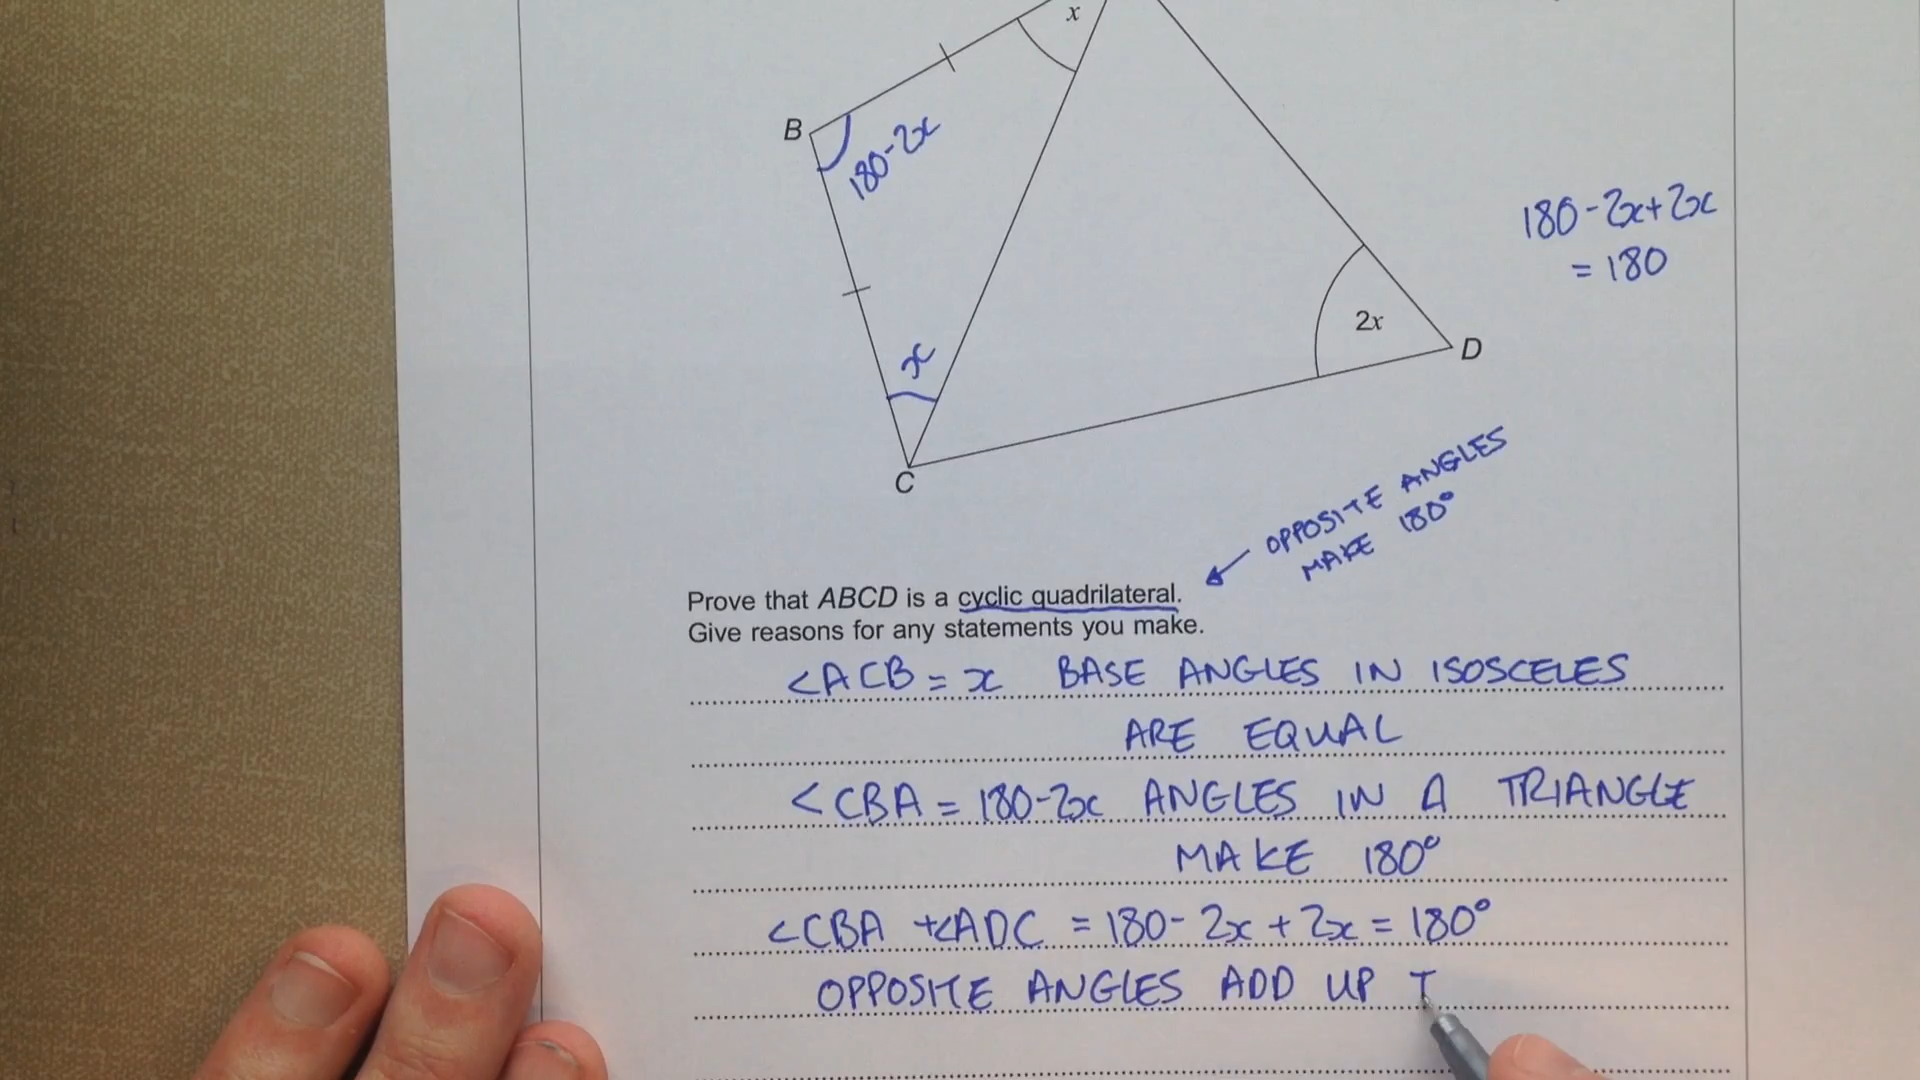 x
B
180-2x
180-2x+2x
= 180
2x
D
x
C
OPPOSITE ANGLES
MAKE 180°
Prove that ABCD is a cyclic quadrilateral.
Give reasons for any statements you make.
<ACB = x BASE ANGLES IN ISOSCELES
ARE EQUAL
<CBA = 180-2x ANGLES IN A TRIANGLE
MAKE 180°
<CBA +<ADC = 180-2x+2x = 180°
OPPOSITE ANGLES ADD UP T